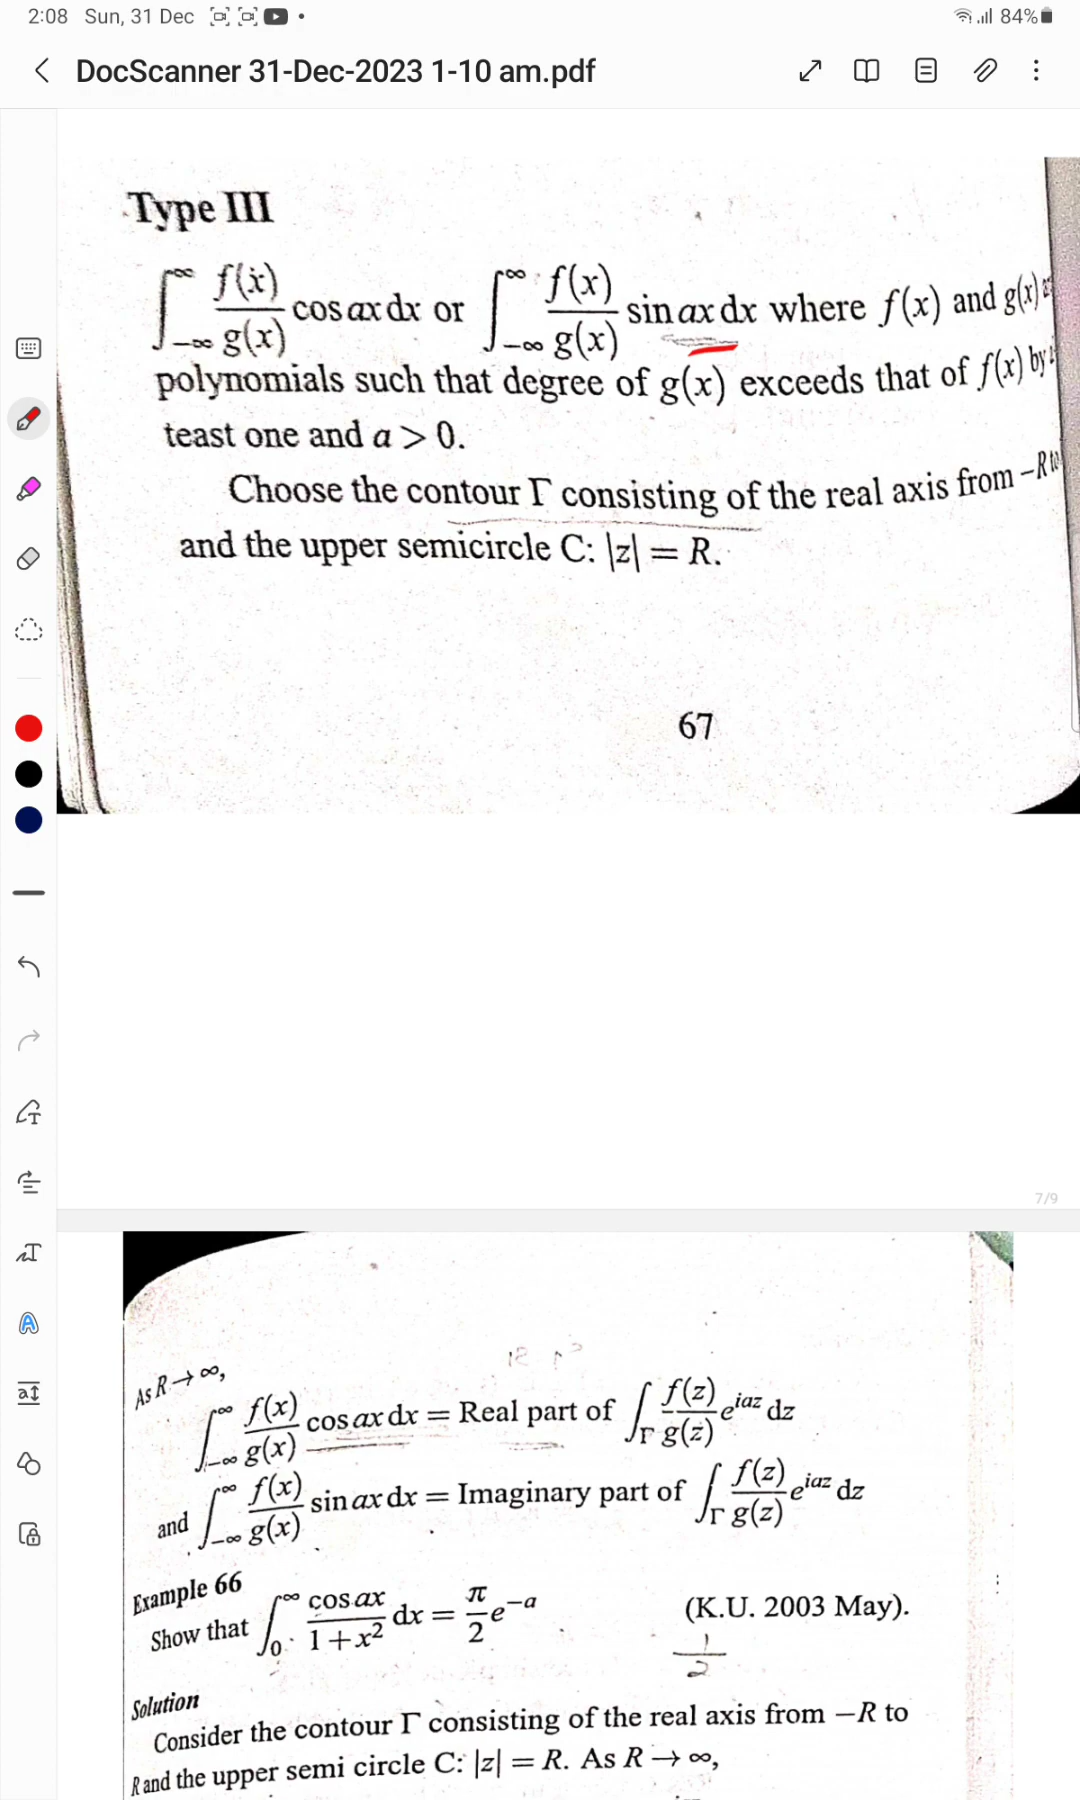 2:08 Sun, 31 Dec
84%
DocScanner 31-Dec-2023 1-10 am.pdf
Type III
∫_{-∞}^{∞} f(x)/g(x) cos ax dx or ∫_{-∞}^{∞} f(x)/g(x) sin ax dx where f(x) and g(x)
polynomials such that degree of g(x) exceeds that of f(x) by
teast one and a > 0.
Choose the contour Γ consisting of the real axis from −R to
and the upper semicircle C: |z| = R.
67
7/9
As R → ∞,
∫_{-∞}^{∞} f(x)/g(x) cos ax dx = Real part of ∫_Γ f(z)/g(z) e^{iaz} dz
and ∫_{-∞}^{∞} f(x)/g(x) sin ax dx = Imaginary part of ∫_Γ f(z)/g(z) e^{iaz} dz
Example 66
Show that ∫_0^∞ cos ax/(1+x²) dx = π/2 e^{-a} (K.U. 2003 May).
1/2
Solution
Consider the contour Γ consisting of the real axis from −R to
R and the upper semi circle C: |z| = R. As R → ∞,